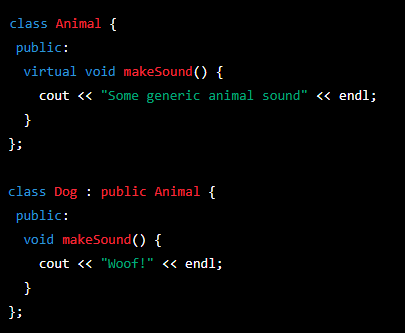 class Animal {
 public:
  virtual void makeSound() {
    cout << "Some generic animal sound" << endl;
  }
};

class Dog : public Animal {
 public:
  void makeSound() {
    cout << "Woof!" << endl;
  }
};